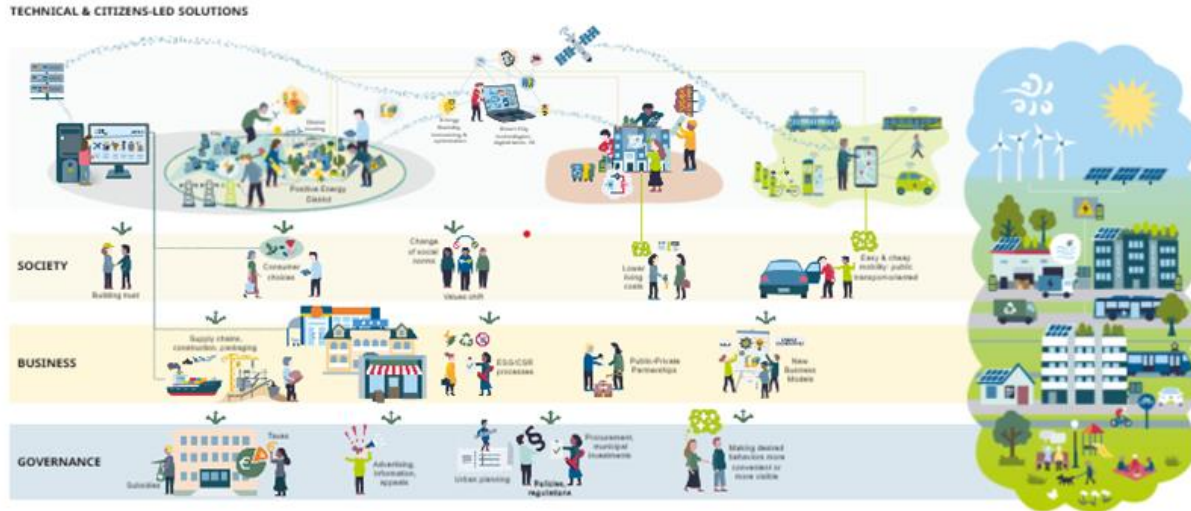 TECHNICAL & CITIZENS-LED SOLUTIONS
Positive Energy
District
SOCIETY
Building trust
Consumer
choices
Change
of social
norms
Values shift
Lower
living
costs
Easy & cheap
mobility: public
transport-oriented
BUSINESS
Supply chains,
construction, packaging
ESG/CSR
processes
Public-Private
Partnerships
New
Business
Models
GOVERNANCE
Subsidies
Taxes
Advertising,
information,
appeals
Urban planning
Policies,
regulations
Procurement,
municipal
investments
Making desired
behaviors more
convenient or
more visible